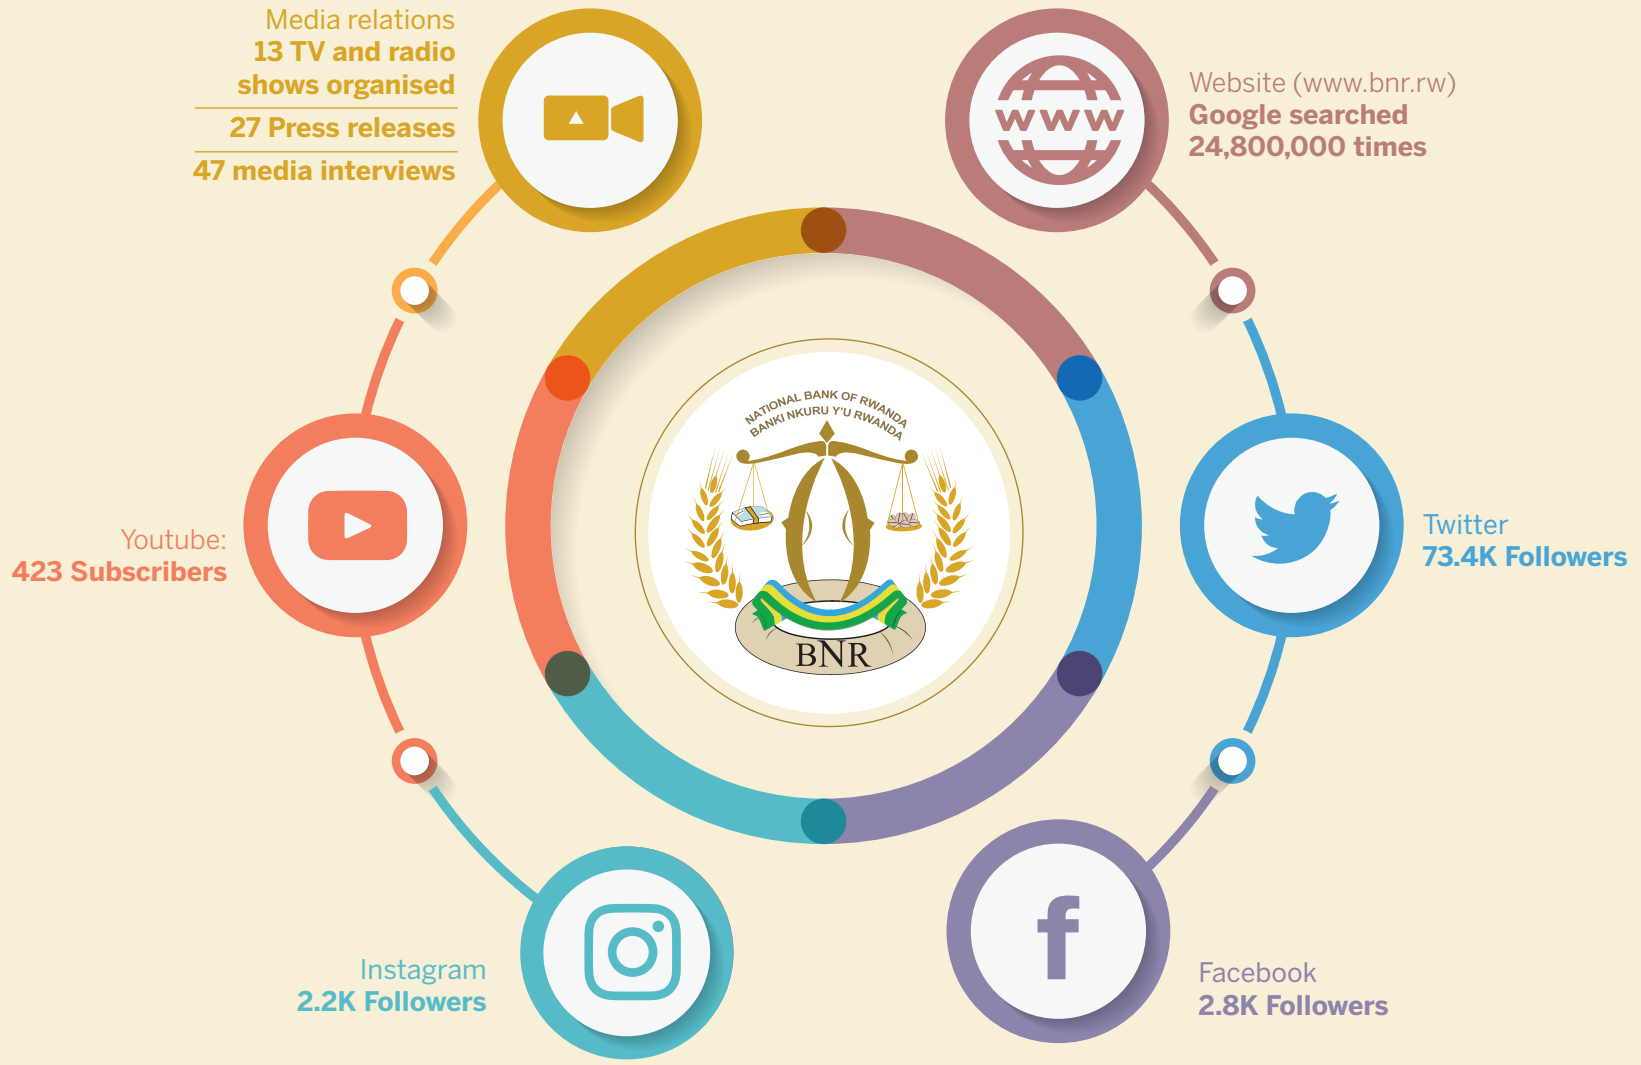 Media relations
13 TV and radio
shows organised
27 Press releases
47 media interviews
www
Website (www.bnr.rw)
Google searched
24,800,000 times
NATIONAL BANK OF RWANDA
BANKI NKURU Y'U RWANDA
BNR
Youtube:
423 Subscribers
Twitter
73.4K Followers
Instagram
2.2K Followers
f
Facebook
2.8K Followers